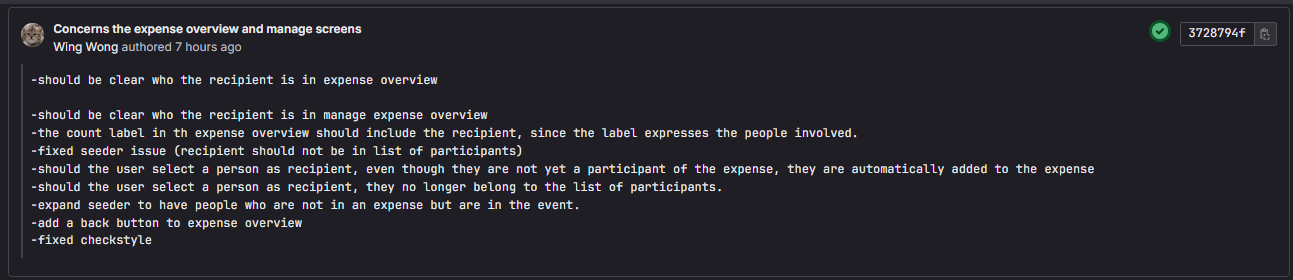 Concerns the expense overview and manage screens
Wing Wong authored 7 hours ago
3728794f
-should be clear who the recipient is in expense overview
-should be clear who the recipient is in manage expense overview
-the count label in th expense overview should include the recipient, since the label expresses the people involved.
-fixed seeder issue (recipient should not be in list of participants)
-should the user select a person as recipient, even though they are not yet a participant of the expense, they are automatically added to the expense
-should the user select a person as recipient, they no longer belong to the list of participants.
-expand seeder to have people who are not in an expense but are in the event.
-add a back button to expense overview
-fixed checkstyle